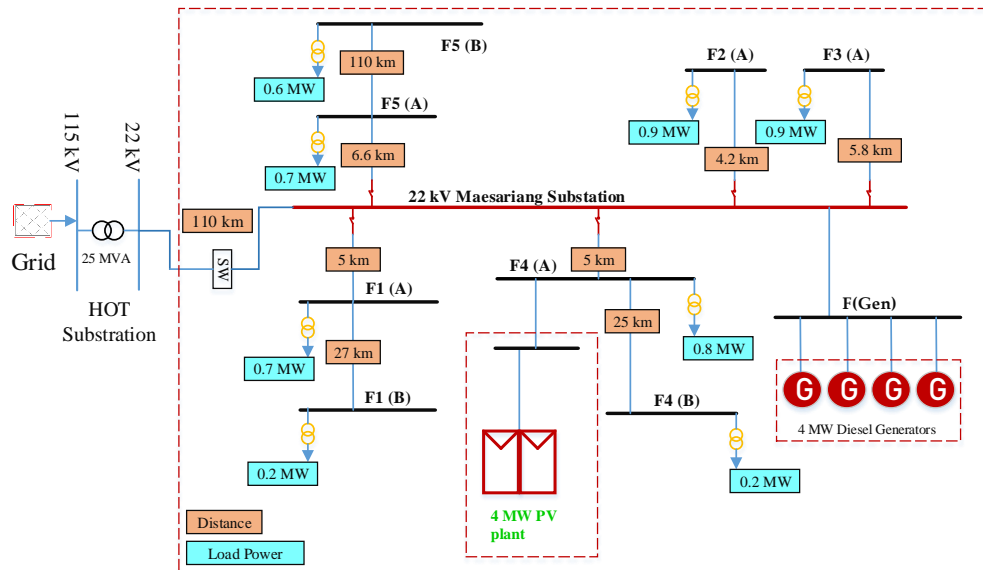 F5 (B)
110 km
0.6 MW
F5 (A)
6.6 km
0.7 MW
F2 (A)
F3 (A)
0.9 MW
0.9 MW
4.2 km
5.8 km
115 kV
22 kV
22 kV Maesariang Substation
110 km
Grid
25 MVA
SW
HOT
Substration
5 km
F1 (A)
27 km
0.7 MW
F1 (B)
0.2 MW
5 km
F4 (A)
25 km
0.8 MW
F4 (B)
0.2 MW
4 MW PV
plant
F(Gen)
G G G G
4 MW Diesel Generators
Distance
Load Power